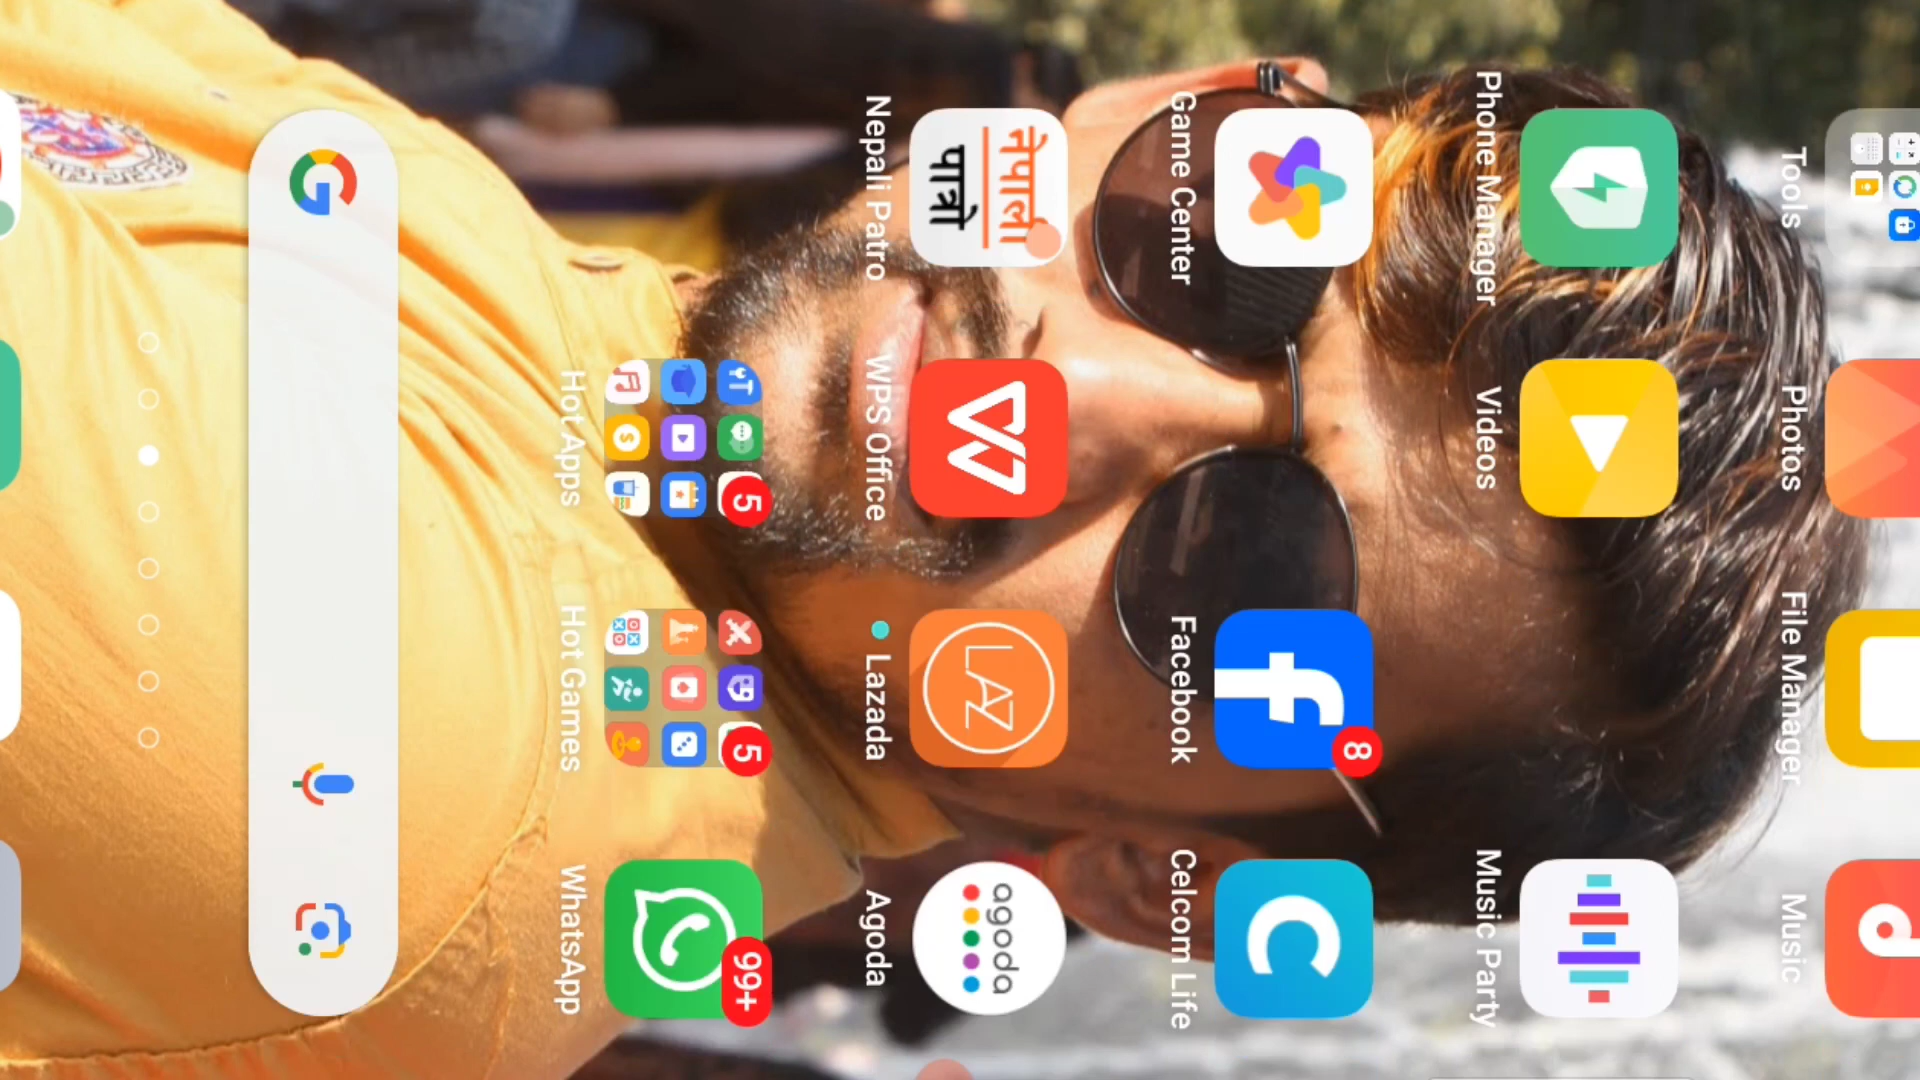 Tools
Photos
File Manager
Music
Phone Manager
Videos
Music Party
Game Center
Facebook
8
Celcom Life
नेपाली
पात्रो
Nepali Patro
WPS Office
LAZ
Lazada
agoda
Agoda
5
Hot Apps
5
Hot Games
99+
WhatsApp